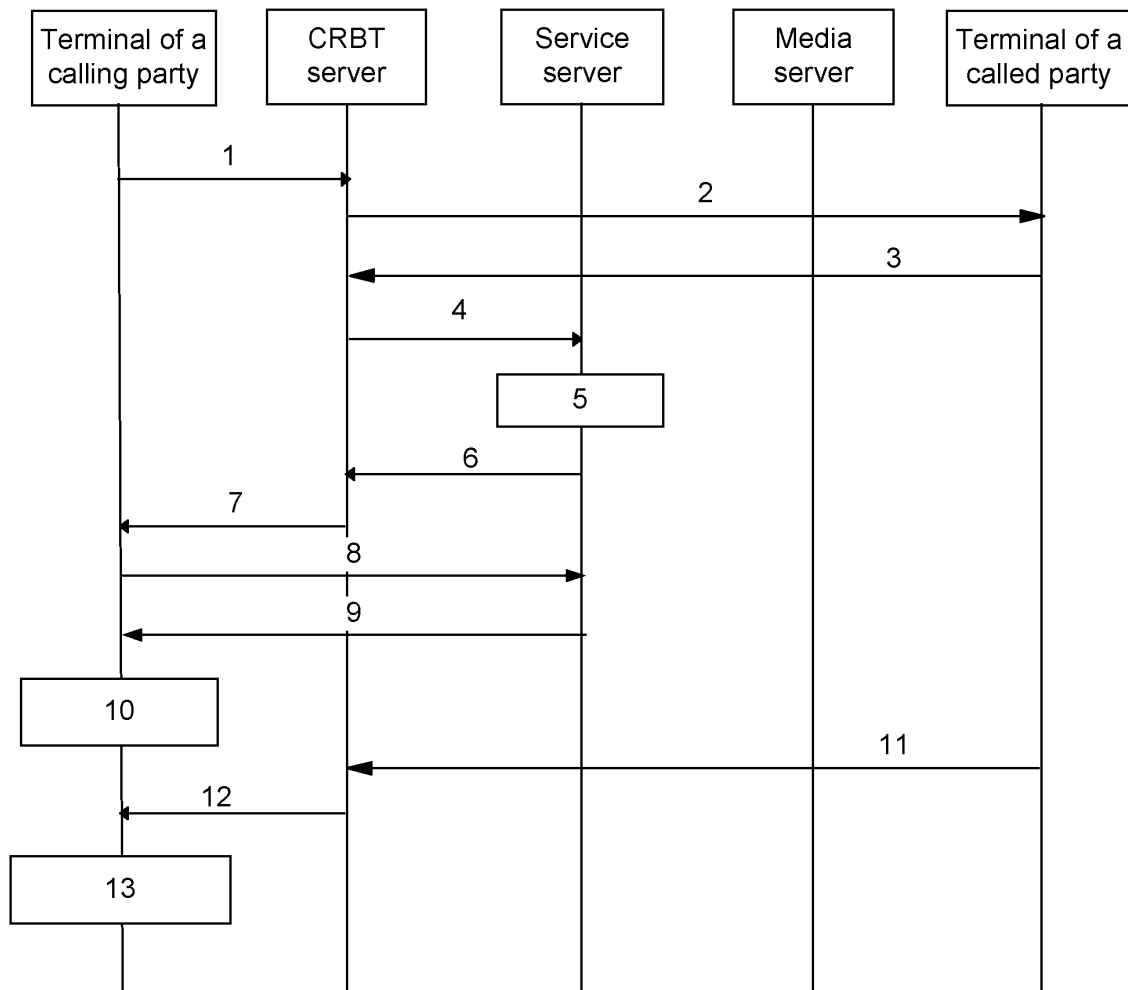 Terminal of a
calling party
CRBT
server
Service
server
Media
server
Terminal of a
called party
1
2
3
4
5
6
7
8
9
10
11
12
13